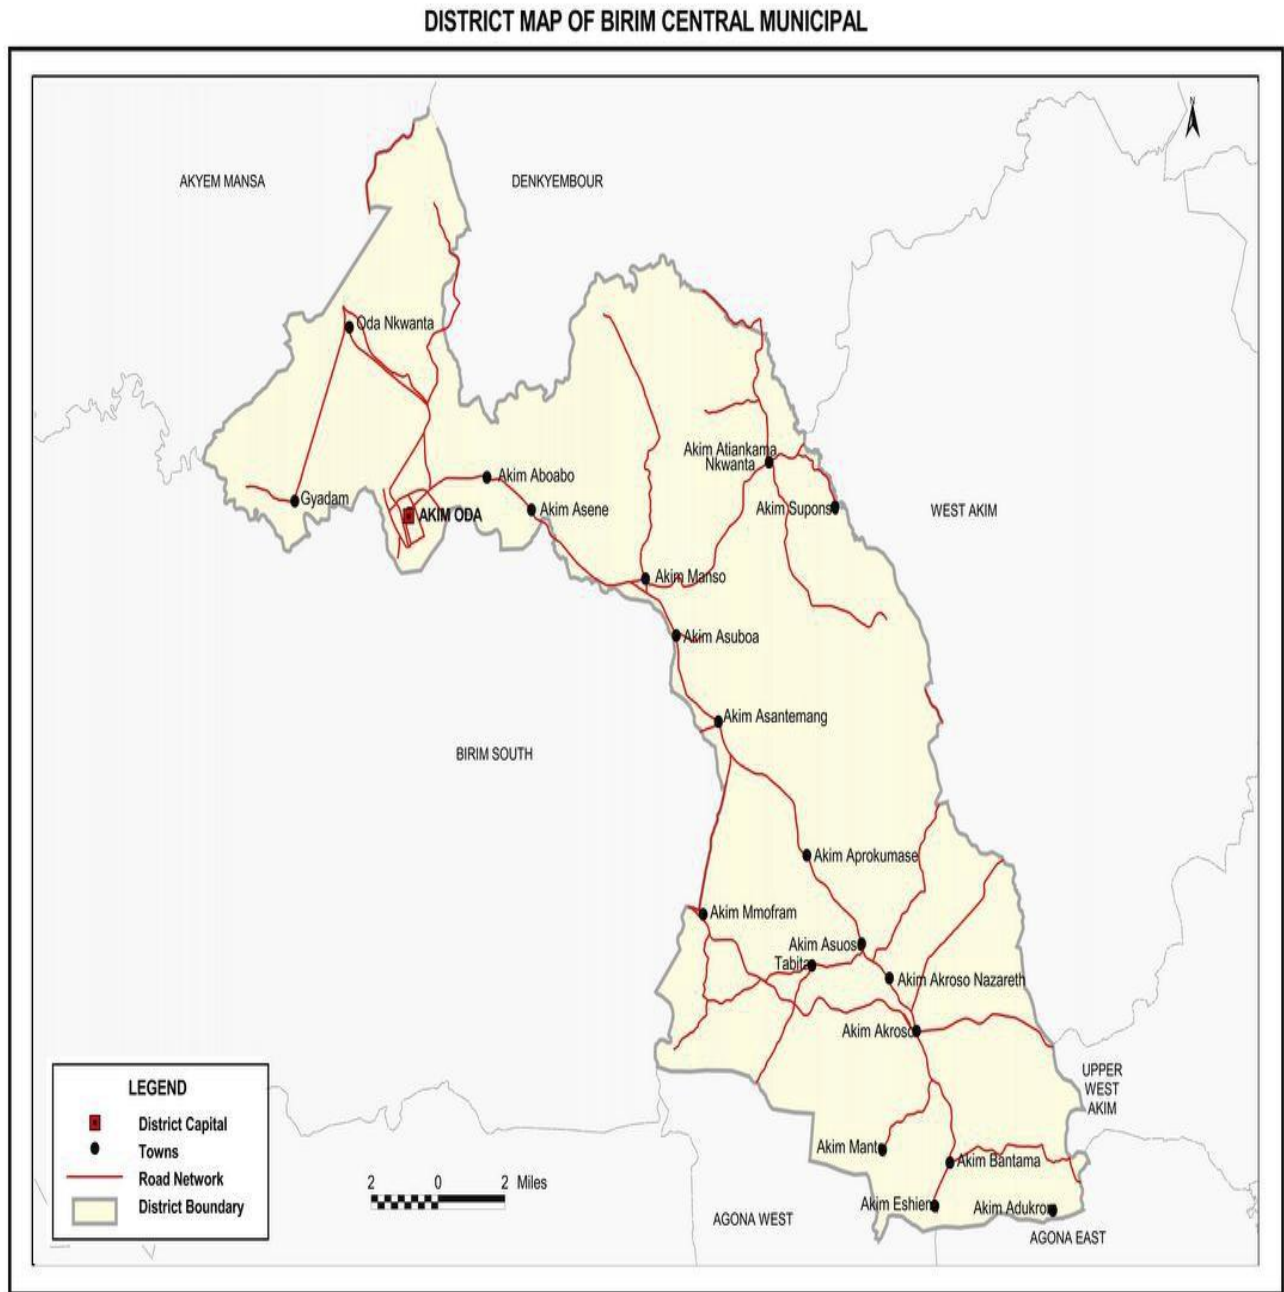 DISTRICT MAP OF BIRIM CENTRAL MUNICIPAL
N
AKYEM MANSA
DENKYEMBOUR
Oda Nkwanta
Akim Atiankama
Nkwanta
Akim Aboabo
Gyadam
AKIM ODA
Akim Asene
Akim Supons
WEST AKIM
Akim Manso
Akim Asuboa
Akim Asantemang
BIRIM SOUTH
Akim Aprokumase
Akim Mmofram
Akim Asuos
Tabita
Akim Akroso Nazareth
Akim Akroso
UPPER
WEST
AKIM
LEGEND
District Capital
Towns
Road Network
District Boundary
2 0 2 Miles
Akim Mant
Akim Bantama
Akim Eshiem
Akim Adukrom
AGONA WEST
AGONA EAST